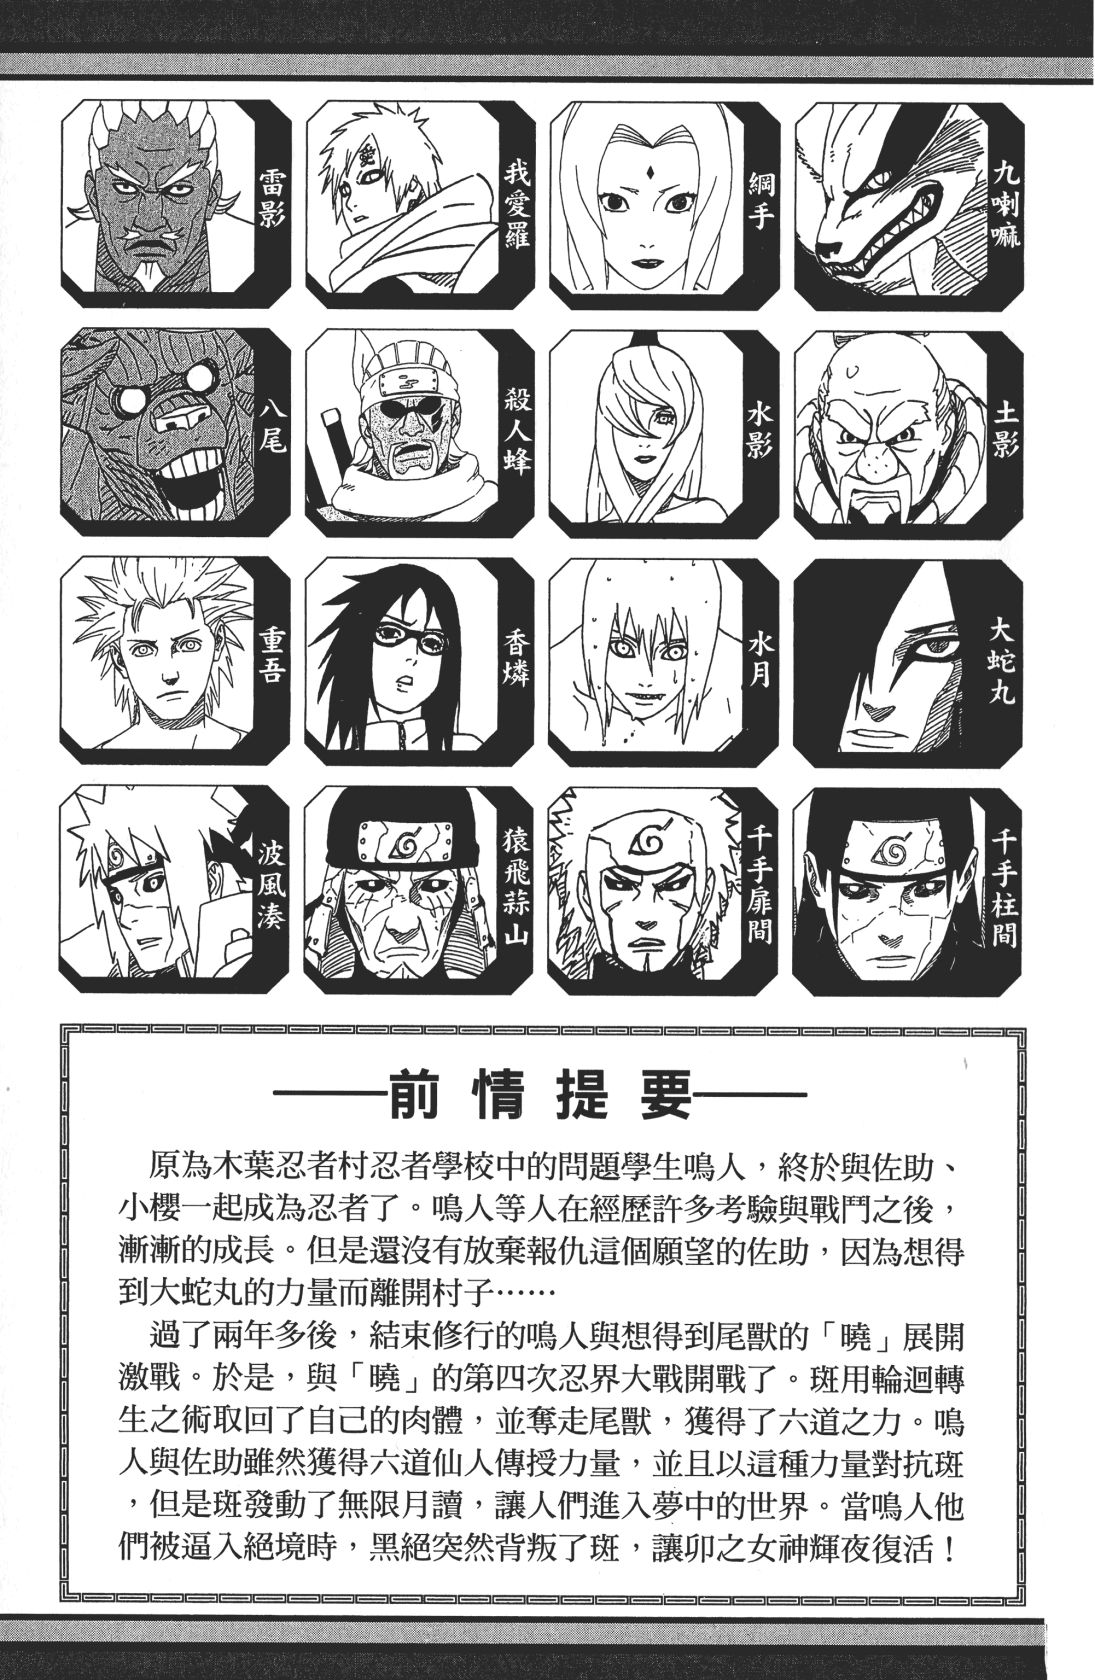 九喇嘛
綱手
我愛羅
雷影
土影
水影
殺人蜂
八尾
大蛇丸
水月
香燐
重吾
千手柱間
千手扉間
猿飛蒜山
波風湊
前情提要
原為木葉忍者村忍者學校中的問題學生鳴人，終於與佐助、
小櫻一起成為忍者了。鳴人等人在經歷許多考驗與戰鬥之後，
漸漸的成長。但是還沒有放棄報仇這個願望的佐助，因為想得
到大蛇丸的力量而離開村子……
過了兩年多後，結束修行的鳴人與想得到尾獸的「曉」展開
激戰。於是，與「曉」的第四次忍界大戰開戰了。斑用輪迴轉
生之術取回了自己的肉體，並奪走尾獸，獲得了六道之力。鳴
人與佐助雖然獲得六道仙人傳授力量，並且以這種力量對抗斑
，但是斑發動了無限月讀，讓人們進入夢中的世界。當鳴人他
們被逼入絕境時，黑絕突然背叛了斑，讓卯之女神輝夜復活！
愛